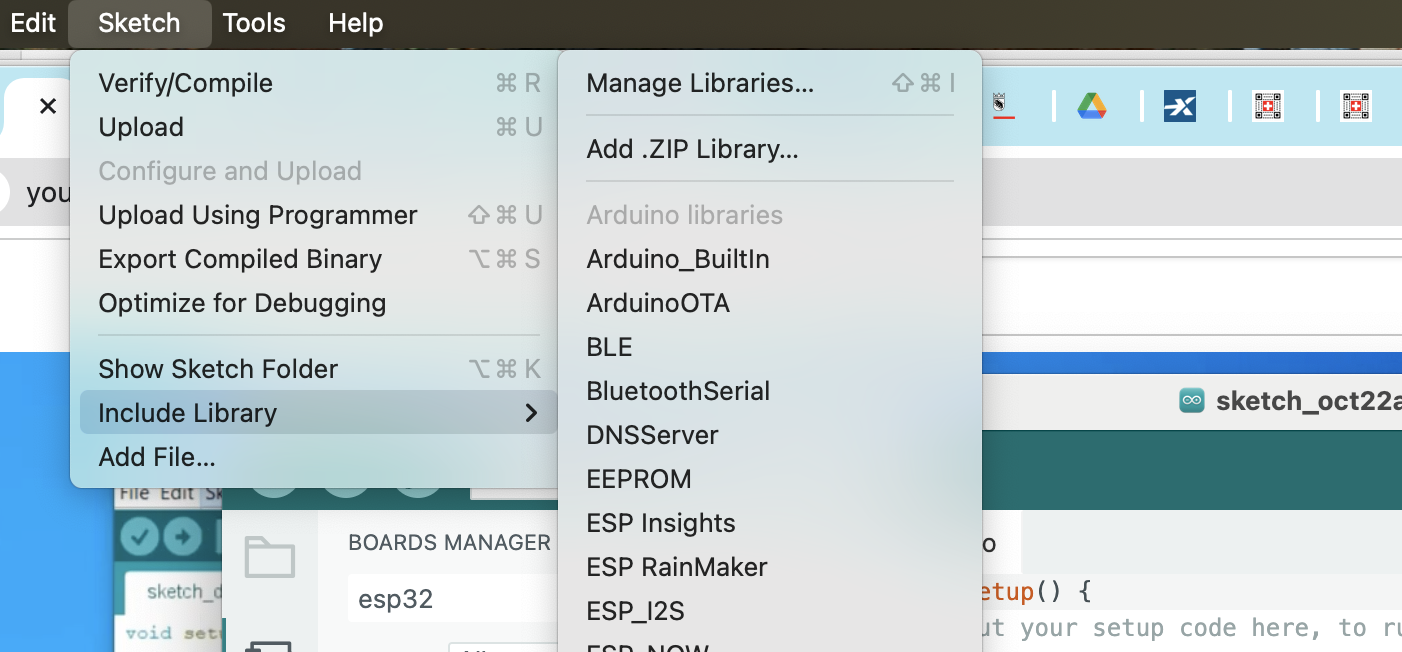 Edit Sketch Tools Help
Verify/Compile ⌘ R
Upload ⌘ U
Configure and Upload
Upload Using Programmer ⇧ ⌘ U
Export Compiled Binary ⌥ ⌘ S
Optimize for Debugging
Show Sketch Folder ⌥ ⌘ K
Include Library
Add File...
Manage Libraries... ⇧ ⌘ I
Add .ZIP Library...
Arduino libraries
Arduino_BuiltIn
ArduinoOTA
BLE
BluetoothSerial
DNSServer
EEPROM
ESP Insights
ESP RainMaker
ESP_I2S
ESP_NOW
you
sketch_oct22a
File Edit Sk
sketch_d
void setu
BOARDS MANAGER
esp32
o
etup() {
ut your setup code here, to ru